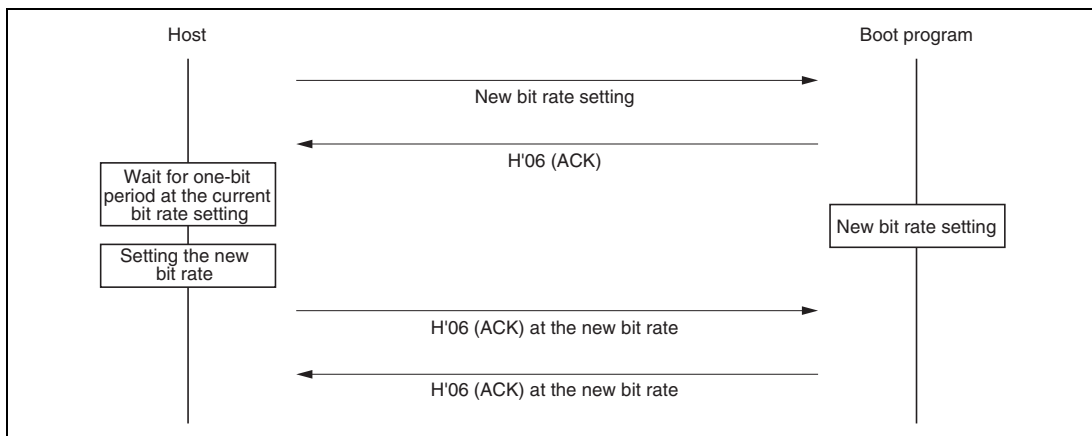 Host
Boot program
New bit rate setting
H'06 (ACK)
Wait for one-bit
period at the current
bit rate setting
New bit rate setting
Setting the new
bit rate
H'06 (ACK) at the new bit rate
H'06 (ACK) at the new bit rate